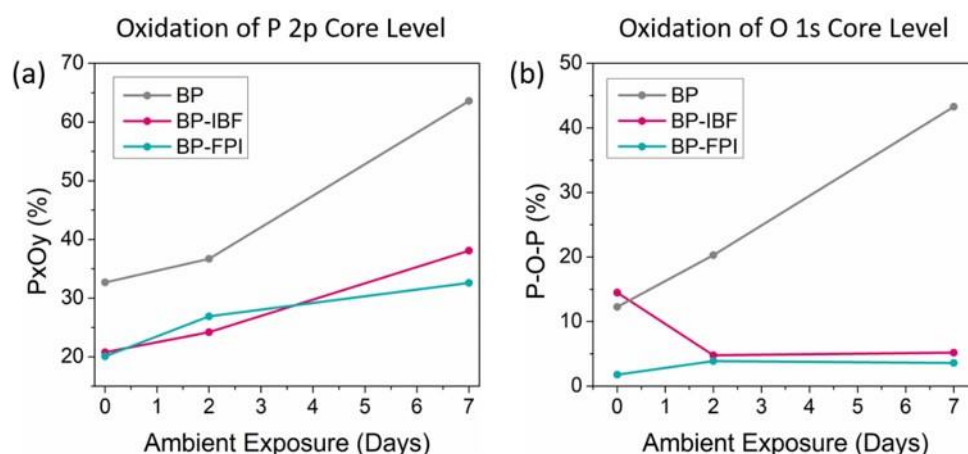 Oxidation of P 2p Core Level
(a)
70
60
50
40
30
20
PxOy (%)
BP
BP-IBF
BP-FPI
0 1 2 3 4 5 6 7
Ambient Exposure (Days)
Oxidation of O 1s Core Level
(b)
50
40
30
20
10
0
P-O-P (%)
BP
BP-IBF
BP-FPI
0 1 2 3 4 5 6 7
Ambient Exposure (Days)